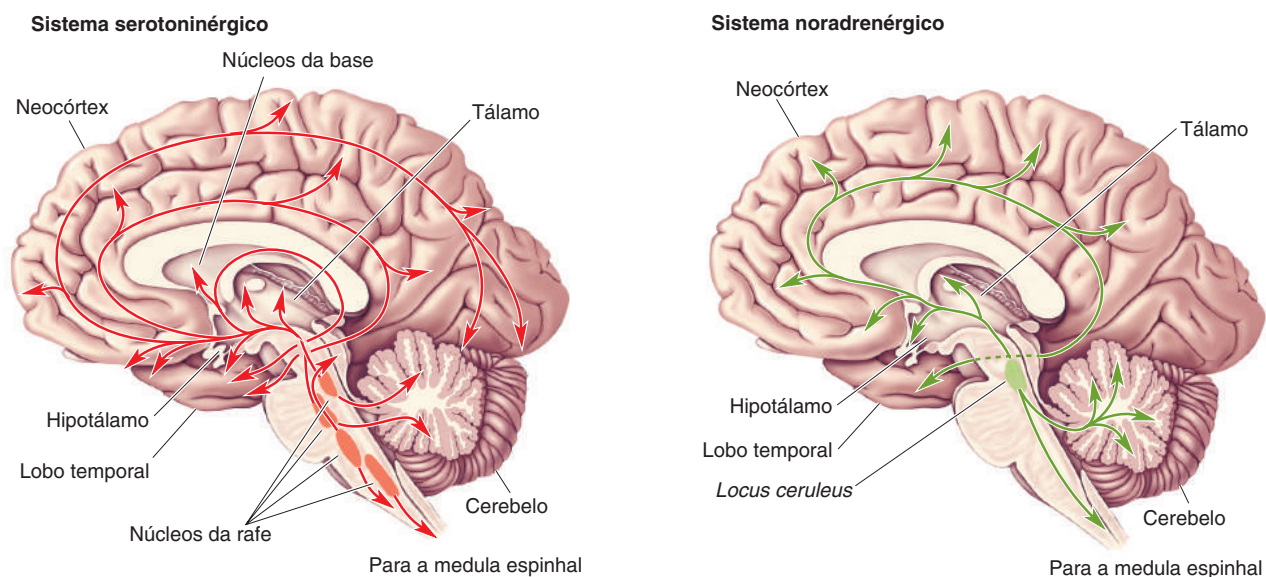 Sistema serotoninérgico
Núcleos da base
Neocórtex
Tálamo
Hipotálamo
Lobo temporal
Núcleos da rafe
Cerebelo
Para a medula espinhal
Sistema noradrenérgico
Neocórtex
Tálamo
Hipotálamo
Lobo temporal
Locus ceruleus
Cerebelo
Para a medula espinhal